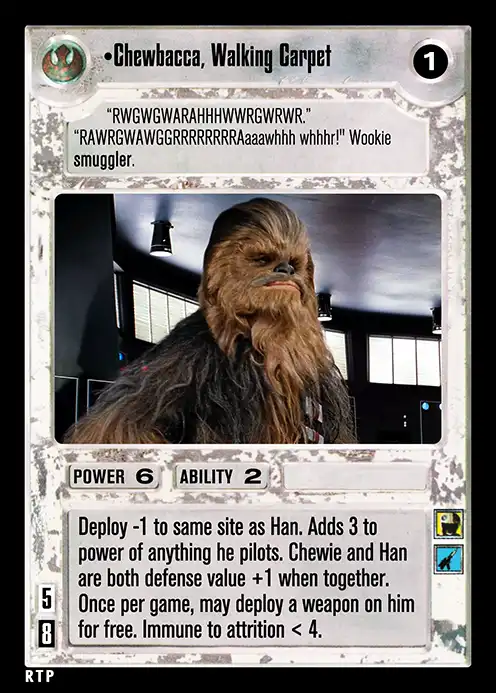 •Chewbacca, Walking Carpet
1
"RWGWGWARAHHHWWRGWRWR."
"RAWRGWAWGGRRRRRRRRAaaawhhh whhhr!" Wookie
smuggler.
POWER 6 ABILITY 2
Deploy -1 to same site as Han. Adds 3 to
power of anything he pilots. Chewie and Han
are both defense value +1 when together.
Once per game, may deploy a weapon on him
for free. Immune to attrition < 4.
5
8
RTP